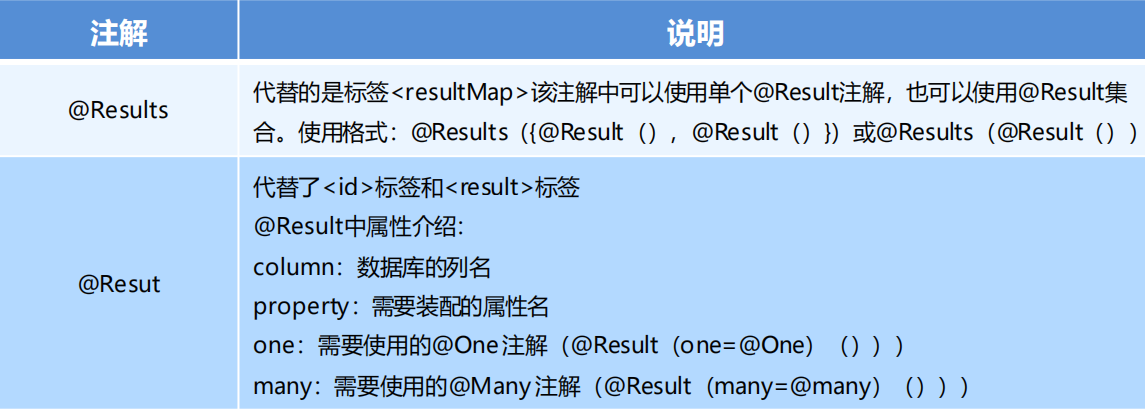 注解
说明
@Results
代替的是标签<resultMap>该注解中可以使用单个@Result注解，也可以使用@Result集
合。使用格式：@Results（{@Result（），@Result（）}）或@Results（@Result（））
@Resut
代替了<id>标签和<result>标签
@Result中属性介绍：
column：数据库的列名
property：需要装配的属性名
one：需要使用的@One注解（@Result（one=@One）（）））
many：需要使用的@Many注解（@Result（many=@many）（）））